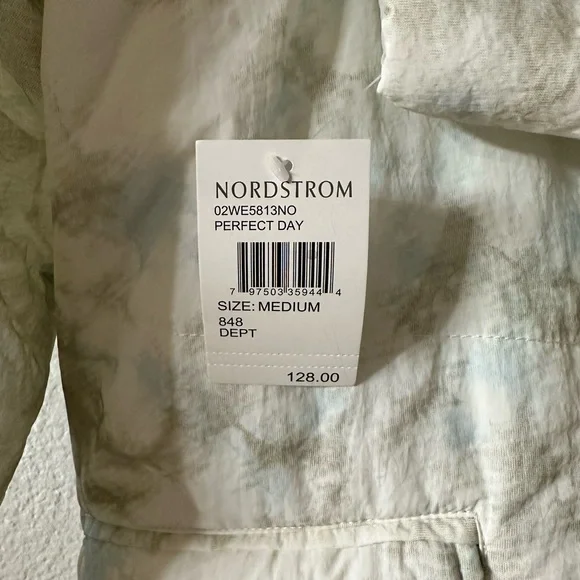 NORDSTROM
02WE5813NO
PERFECT DAY
7 97503 35944 4
SIZE: MEDIUM
848
DEPT
128.00